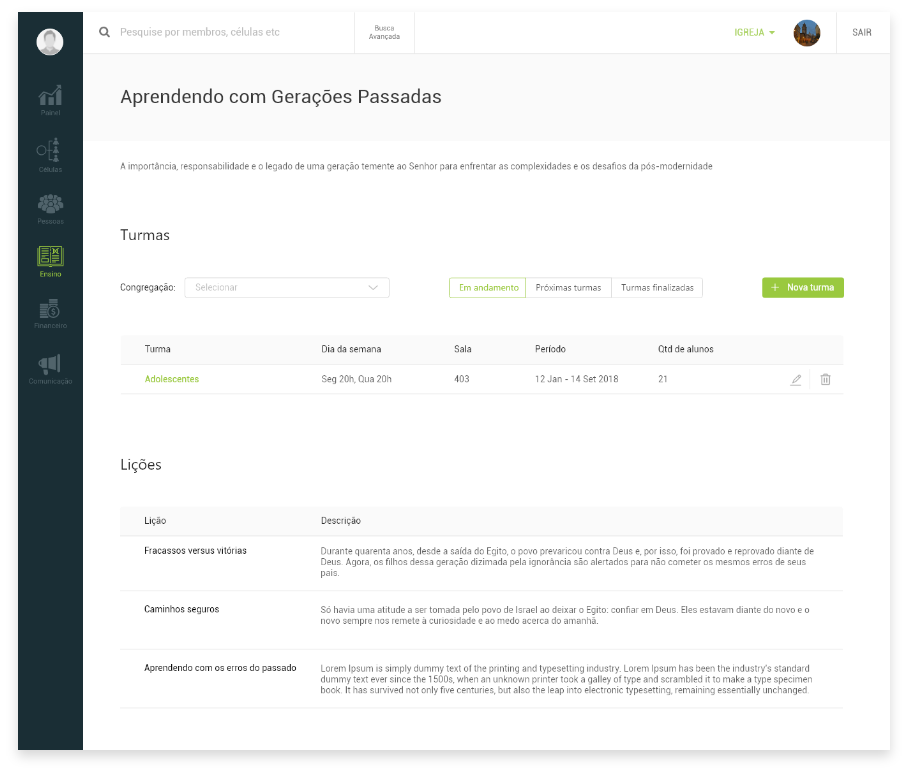 Pesquise por membros, células etc
Busca
Avançada
IGREJA
SAIR
Painel
Células
Pessoas
Ensino
Financeiro
Comunicação
Aprendendo com Gerações Passadas
A importância, responsabilidade e o legado de uma geração temente ao Senhor para enfrentar as complexidades e os desafios da pós-modernidade
Turmas
Congregação:
Selecionar
Em andamento
Próximas turmas
Turmas finalizadas
+ Nova turma
Turma Dia da semana Sala Período Qtd de alunos
Adolescentes Seg 20h, Qua 20h 403 12 Jan - 14 Set 2018 21
Lições
Lição Descrição
Fracassos versus vitórias
Durante quarenta anos, desde a saída do Egito, o povo prevaricou contra Deus e, por isso, foi provado e reprovado diante de
Deus. Agora, os filhos dessa geração dizimada pela ignorância são alertados para não cometer os mesmos erros de seus
pais.
Caminhos seguros
Só havia uma atitude a ser tomada pelo povo de Israel ao deixar o Egito: confiar em Deus. Eles estavam diante do novo e o
novo sempre nos remete à curiosidade e ao medo acerca do amanhã.
Aprendendo com os erros do passado
Lorem Ipsum is simply dummy text of the printing and typesetting industry. Lorem Ipsum has been the industry's standard
dummy text ever since the 1500s, when an unknown printer took a galley of type and scrambled it to make a type specimen
book. It has survived not only five centuries, but also the leap into electronic typesetting, remaining essentially unchanged.